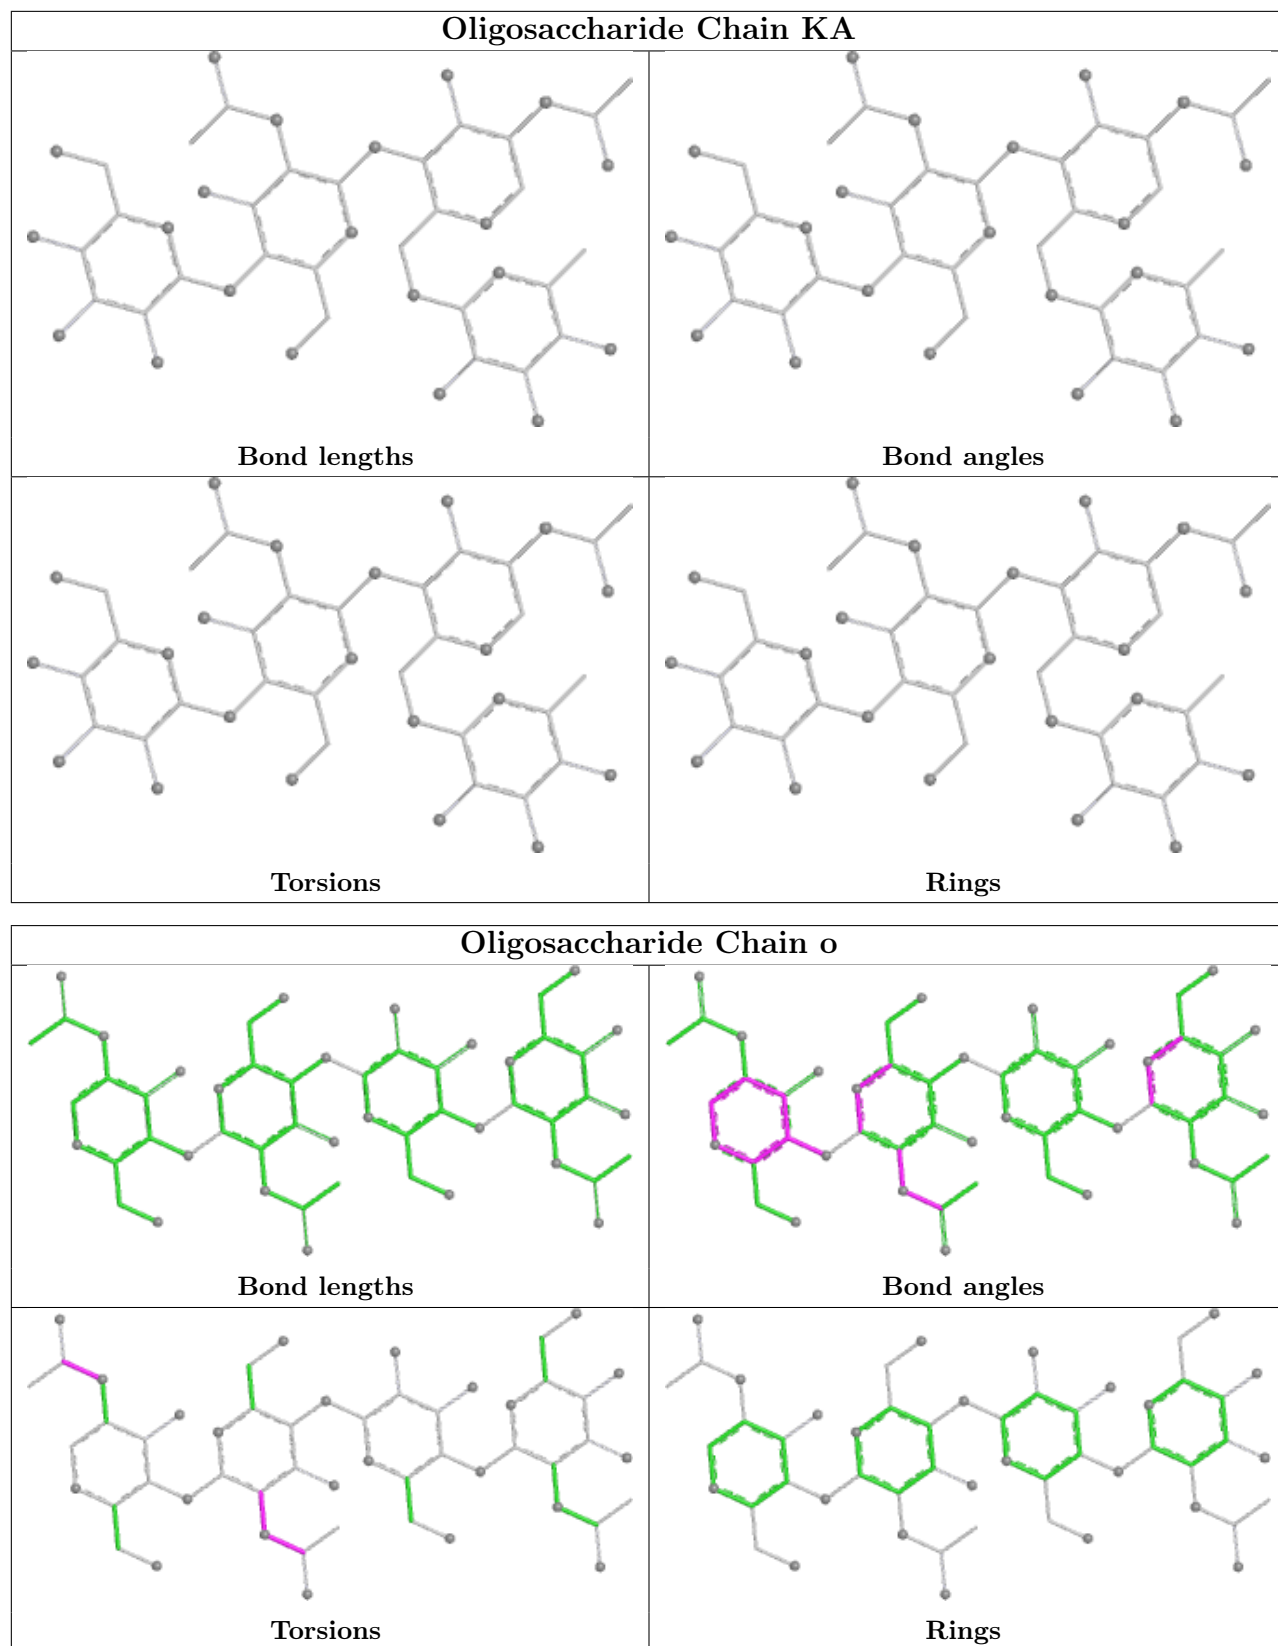 Oligosaccharide Chain KA
Bond lengths
Bond angles
Torsions
Rings
Oligosaccharide Chain o
Bond lengths
Bond angles
Torsions
Rings